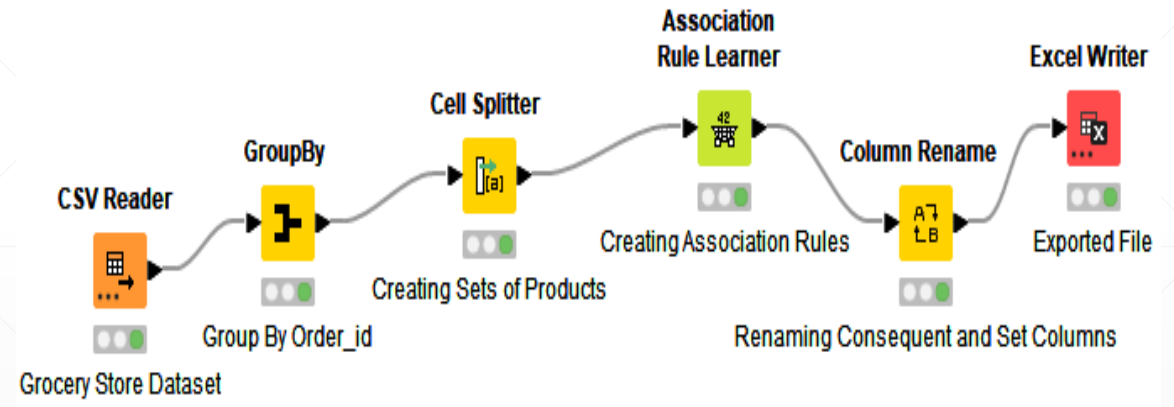 CSV Reader
Grocery Store Dataset
GroupBy
Group By Order_id
Cell Splitter
[a]
Creating Sets of Products
Association
Rule Learner
42
Creating Association Rules
Column Rename
A
B
Renaming Consequent and Set Columns
Excel Writer
X
Exported File